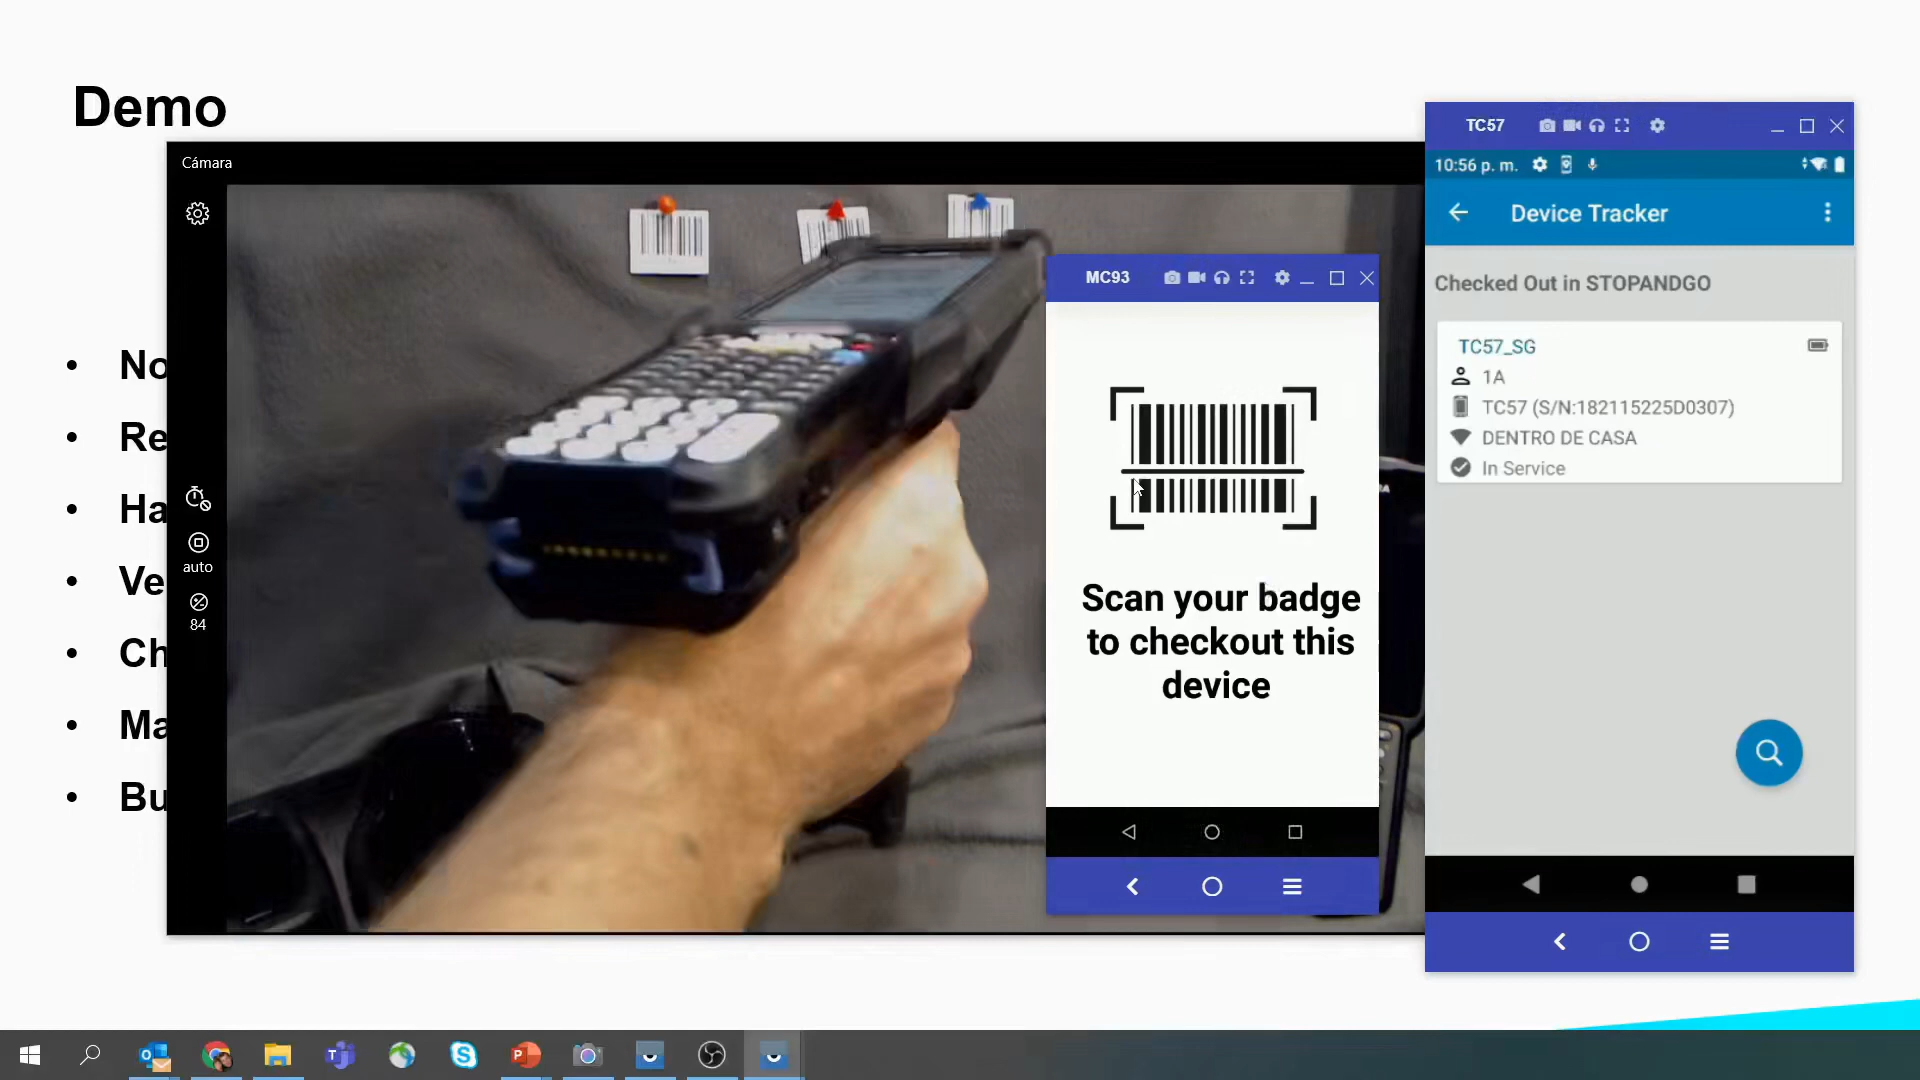 Demo
Cámara
auto
84
No
Re
Ha
Ve
Ch
Ma
Bu
MC93
Scan your badge
to checkout this
device
TC57
10:56 p. m.
Device Tracker
Checked Out in STOPANDGO
TC57_SG
1A
TC57 (S/N:182115225D0307)
DENTRO DE CASA
In Service